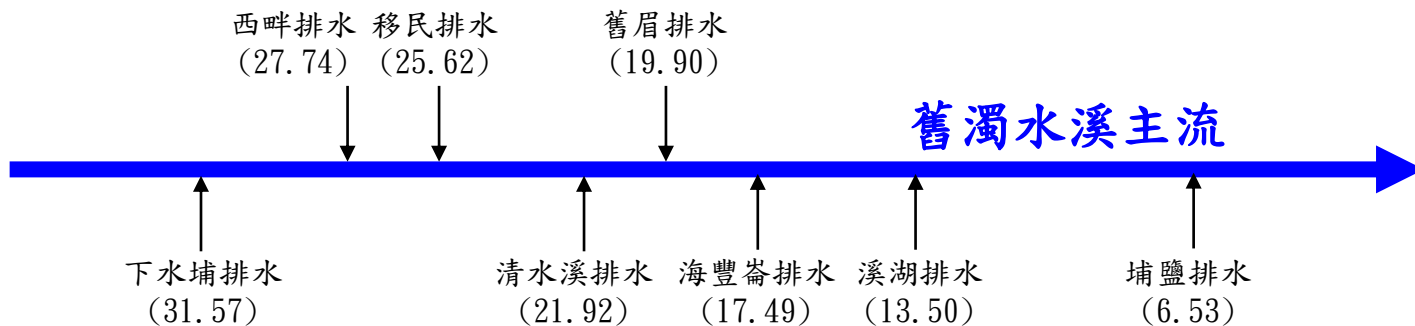 西畔排水 移民排水 舊眉排水
(27.74) (25.62) (19.90)
舊濁水溪主流
下水埔排水 清水溪排水 海豐崙排水 溪湖排水 埔鹽排水
(31.57) (21.92) (17.49) (13.50) (6.53)